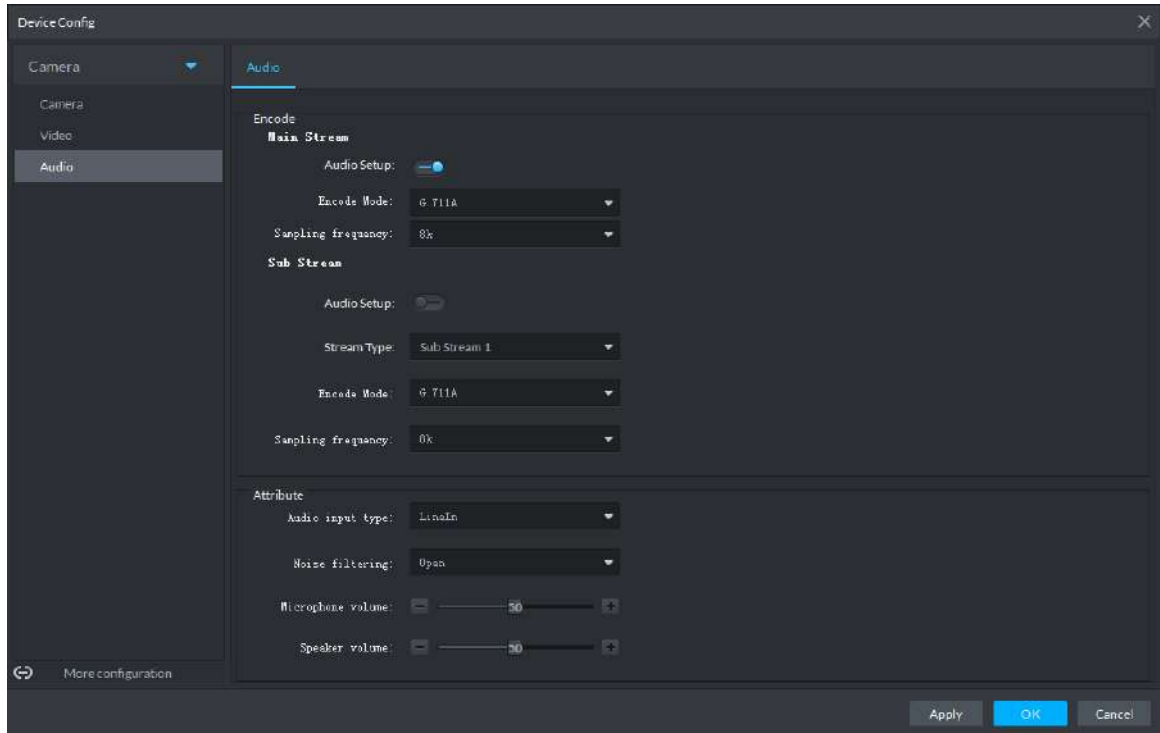 Device Config
Camera
Audio
Camera
Video
Audio
Encode
Main Stream
Audio Setup:
Encode Mode: G 711A
Sampling frequency: 8k
Sub Stream
Audio Setup:
Stream Type: Sub Stream 1
Encode Mode: G 711A
Sampling frequency: 8k
Attribute
Audio input type: LineIn
Noise filtering: Open
Microphone volume: 50
Speaker volume: 50
More configuration
Apply OK Cancel